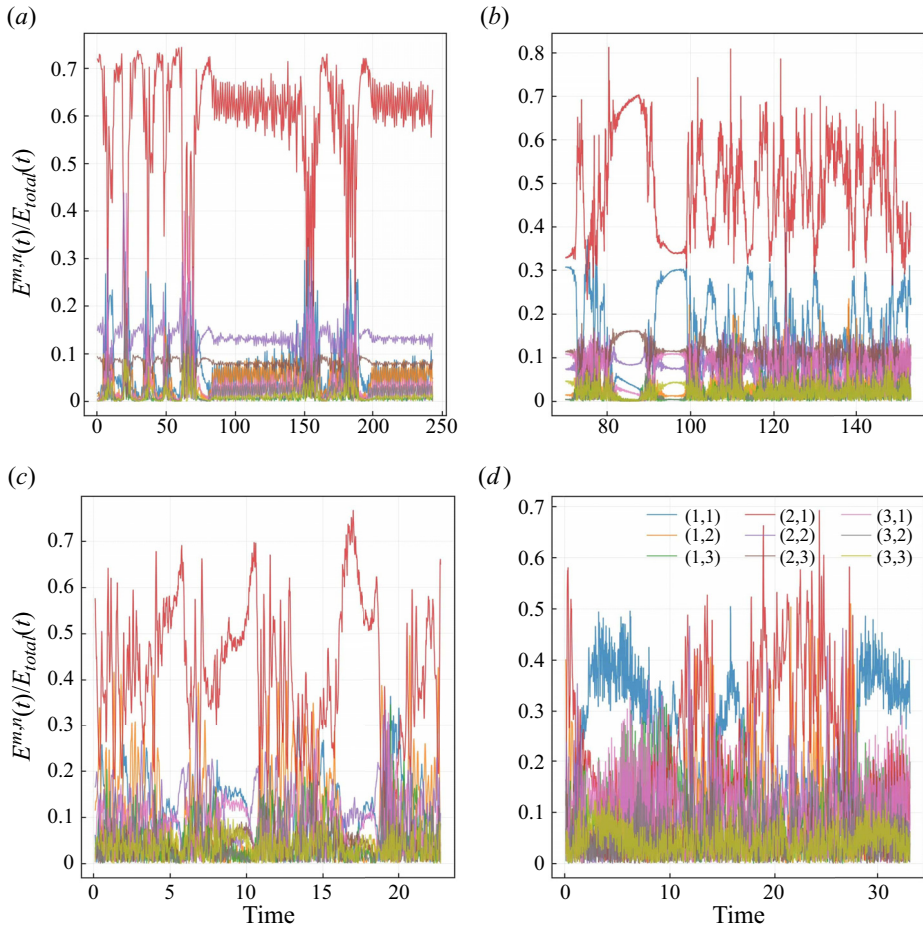 (a)
(b)
0.7
0.6
0.5
0.4
0.3
0.2
0.1
0
E^{m,n}(t)/E_{total}(t)
0 50 100 150 200 250
0.8
0.7
0.6
0.5
0.4
0.3
0.2
0.1
0
80 100 120 140
(c)
(d)
0.7
0.6
0.5
0.4
0.3
0.2
0.1
0
E^{m,n}(t)/E_{total}(t)
0 5 10 15 20
Time
0.7
0.6
0.5
0.4
0.3
0.2
0.1
0
(1,1) (2,1) (3,1)
(1,2) (2,2) (3,2)
(1,3) (2,3) (3,3)
0 10 20 30
Time